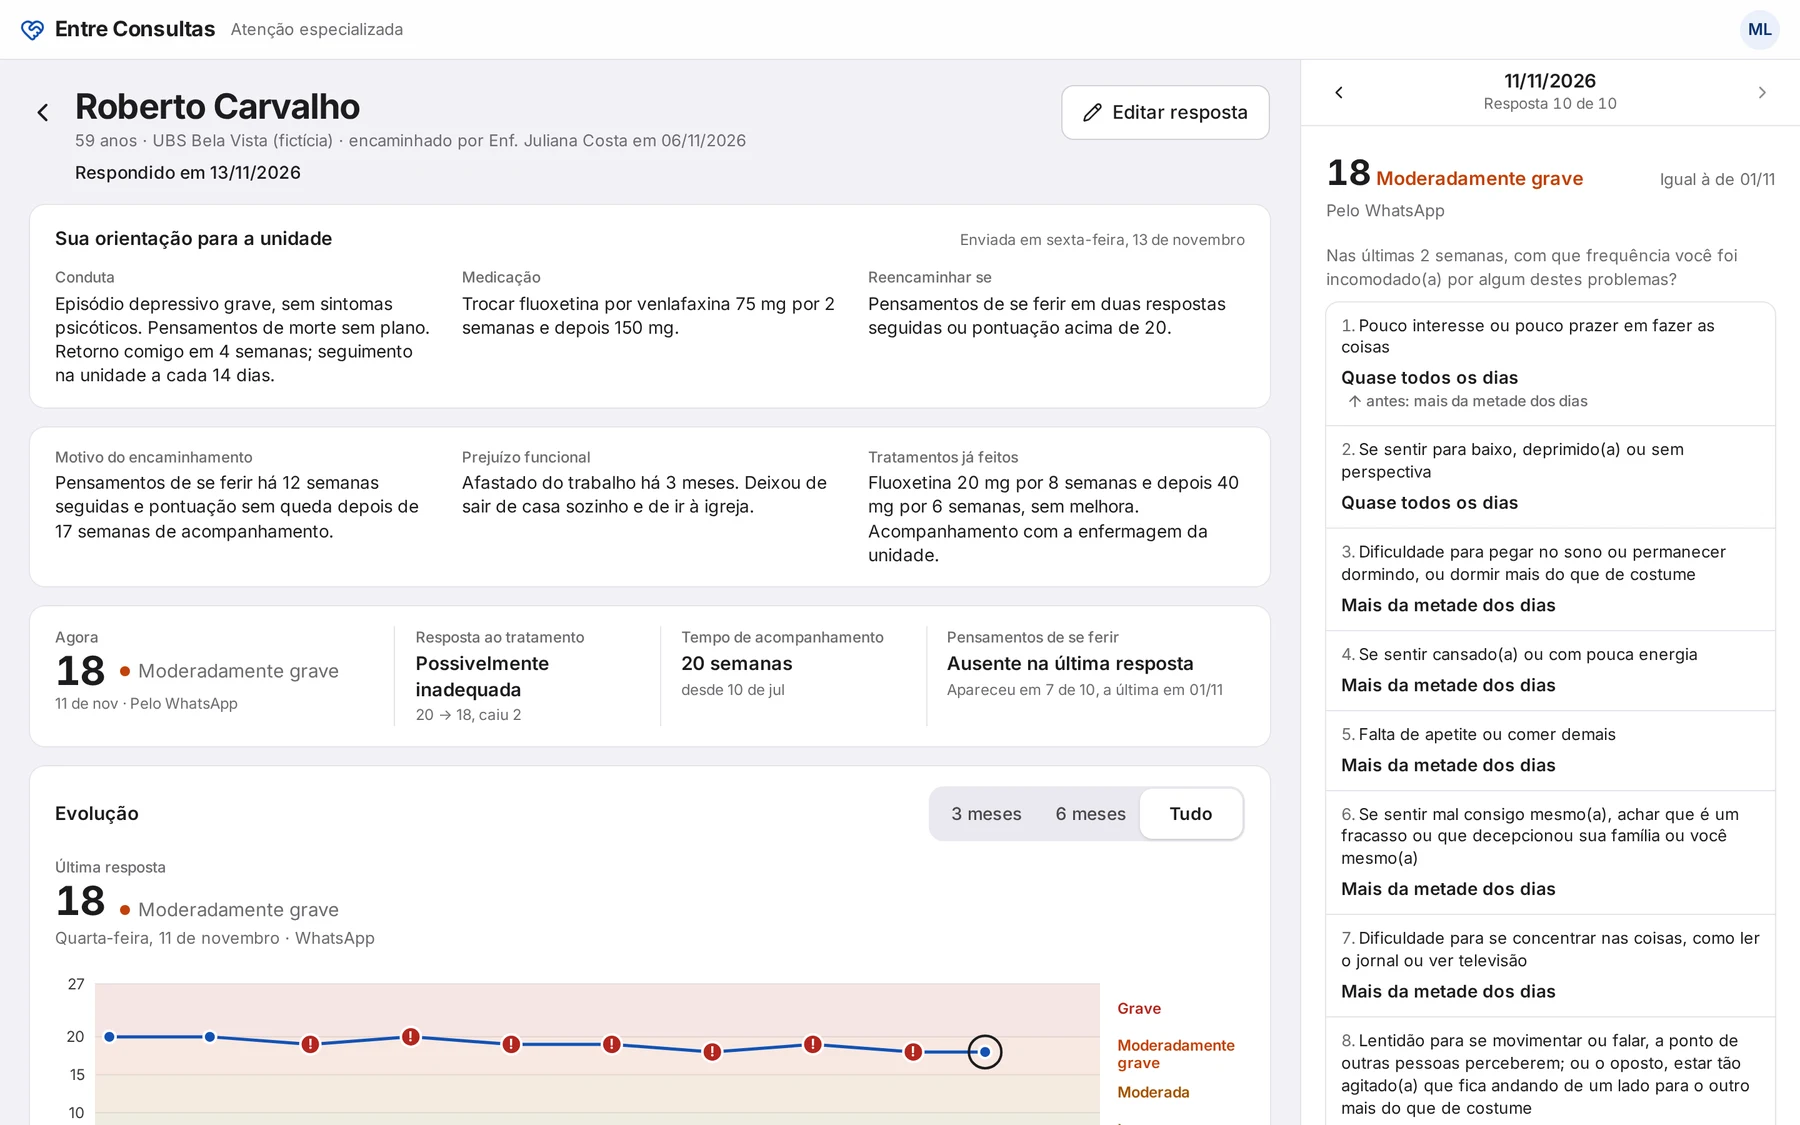 Entre Consultas Atenção especializada
ML
Roberto Carvalho
59 anos · UBS Bela Vista (fictícia) · encaminhado por Enf. Juliana Costa em 06/11/2026
Respondido em 13/11/2026
Editar resposta
Sua orientação para a unidade
Enviada em sexta-feira, 13 de novembro
Conduta
Episódio depressivo grave, sem sintomas
psicóticos. Pensamentos de morte sem plano.
Retorno comigo em 4 semanas; seguimento
na unidade a cada 14 dias.
Medicação
Trocar fluoxetina por venlafaxina 75 mg por 2
semanas e depois 150 mg.
Reencaminhar se
Pensamentos de se ferir em duas respostas
seguidas ou pontuação acima de 20.
Motivo do encaminhamento
Pensamentos de se ferir há 12 semanas
seguidas e pontuação sem queda depois de
17 semanas de acompanhamento.
Prejuízo funcional
Afastado do trabalho há 3 meses. Deixou de
sair de casa sozinho e de ir à igreja.
Tratamentos já feitos
Fluoxetina 20 mg por 8 semanas e depois 40
mg por 6 semanas, sem melhora.
Acompanhamento com a enfermagem da
unidade.
Agora
18 Moderadamente grave
11 de nov · Pelo WhatsApp
Resposta ao tratamento
Possivelmente
inadequada
20 → 18, caiu 2
Tempo de acompanhamento
20 semanas
desde 10 de jul
Pensamentos de se ferir
Ausente na última resposta
Apareceu em 7 de 10, a última em 01/11
Evolução
3 meses
6 meses
Tudo
Última resposta
18 Moderadamente grave
Quarta-feira, 11 de novembro · WhatsApp
27
20
15
10
Grave
Moderadamente
grave
Moderada
11/11/2026
Resposta 10 de 10
18 Moderadamente grave
Igual à de 01/11
Pelo WhatsApp
Nas últimas 2 semanas, com que frequência você foi
incomodado(a) por algum destes problemas?
1. Pouco interesse ou pouco prazer em fazer as
coisas
Quase todos os dias
↑ antes: mais da metade dos dias
2. Se sentir para baixo, deprimido(a) ou sem
perspectiva
Quase todos os dias
3. Dificuldade para pegar no sono ou permanecer
dormindo, ou dormir mais do que de costume
Mais da metade dos dias
4. Se sentir cansado(a) ou com pouca energia
Mais da metade dos dias
5. Falta de apetite ou comer demais
Mais da metade dos dias
6. Se sentir mal consigo mesmo(a), achar que é um
fracasso ou que decepcionou sua família ou você
mesmo(a)
Mais da metade dos dias
7. Dificuldade para se concentrar nas coisas, como ler
o jornal ou ver televisão
Mais da metade dos dias
8. Lentidão para se movimentar ou falar, a ponto de
outras pessoas perceberem; ou o oposto, estar tão
agitado(a) que fica andando de um lado para o outro
mais do que de costume